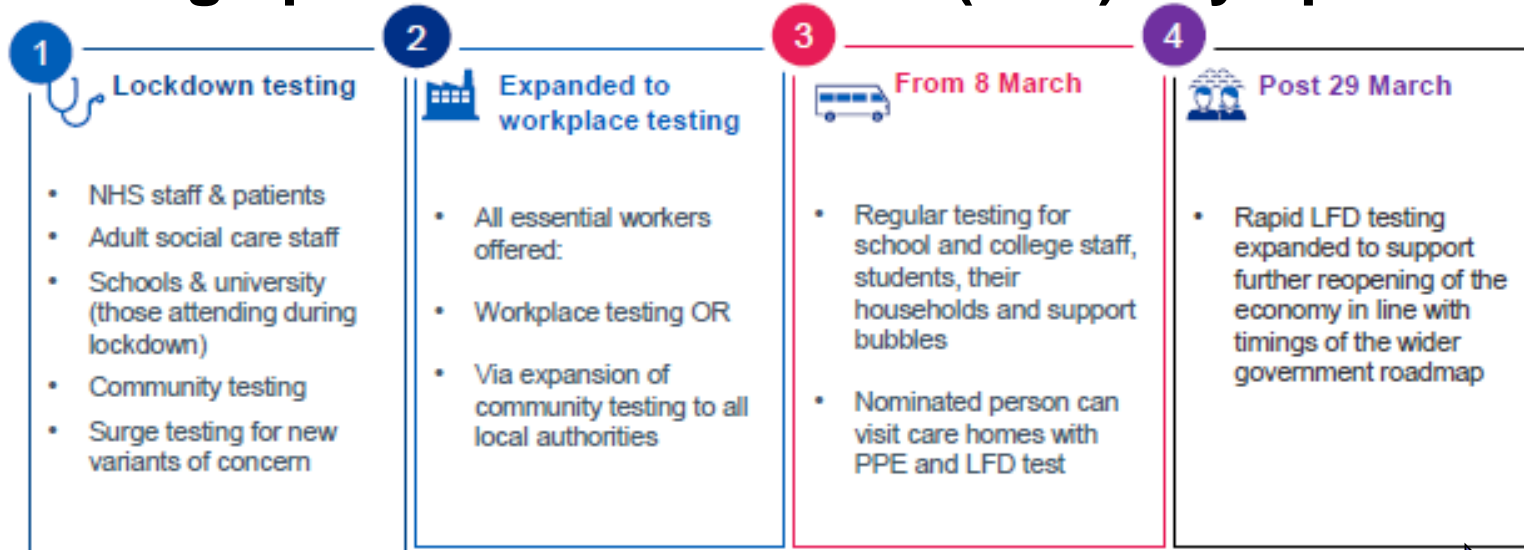 1
Lockdown testing
• NHS staff & patients
• Adult social care staff
• Schools & university
(those attending during
lockdown)
• Community testing
• Surge testing for new
variants of concern
2
Expanded to
workplace testing
• All essential workers
offered:
• Workplace testing OR
• Via expansion of
community testing to all
local authorities
3
From 8 March
• Regular testing for
school and college staff,
students, their
households and support
bubbles
• Nominated person can
visit care homes with
PPE and LFD test
4
Post 29 March
• Rapid LFD testing
expanded to support
further reopening of the
economy in line with
timings of the wider
government roadmap